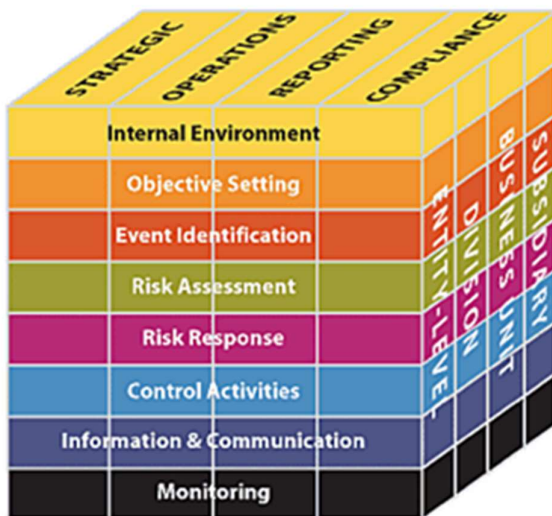 STRATEGIC
OPERATIONS
REPORTING
COMPLIANCE
Internal Environment
Objective Setting
Event Identification
Risk Assessment
Risk Response
Control Activities
Information & Communication
Monitoring
ENTITY-LEVEL
DIVISION
BUSINESS UNIT
SUBSIDIARY